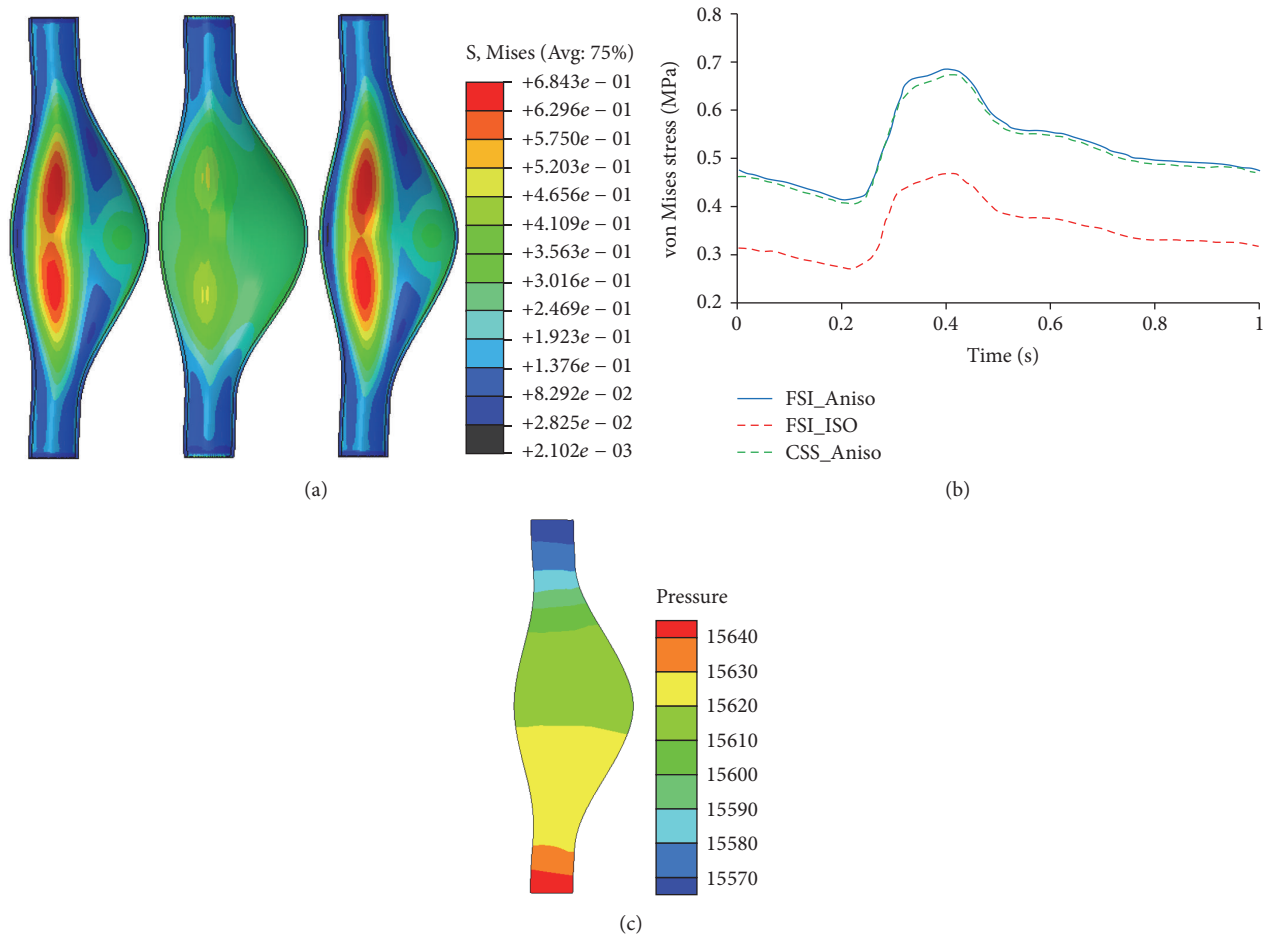 S, Mises (Avg: 75%)
+6.843e − 01
+6.296e − 01
+5.750e − 01
+5.203e − 01
+4.656e − 01
+4.109e − 01
+3.563e − 01
+3.016e − 01
+2.469e − 01
+1.923e − 01
+1.376e − 01
+8.292e − 02
+2.825e − 02
+2.102e − 03
(a)
von Mises stress (MPa)
0.8
0.7
0.6
0.5
0.4
0.3
0.2
0 0.2 0.4 0.6 0.8 1
Time (s)
FSI_Aniso
FSI_ISO
CSS_Aniso
(b)
Pressure
15640
15630
15620
15610
15600
15590
15580
15570
(c)